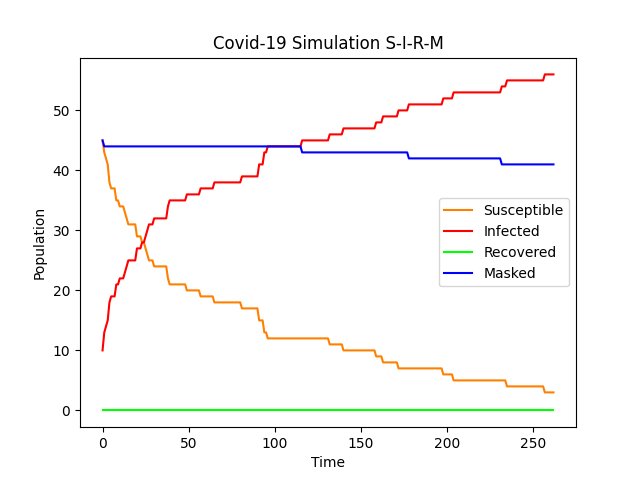 Covid-19 Simulation S-I-R-M
Population
50
40
30
20
10
0
Susceptible
Infected
Recovered
Masked
0 50 100 150 200 250
Time